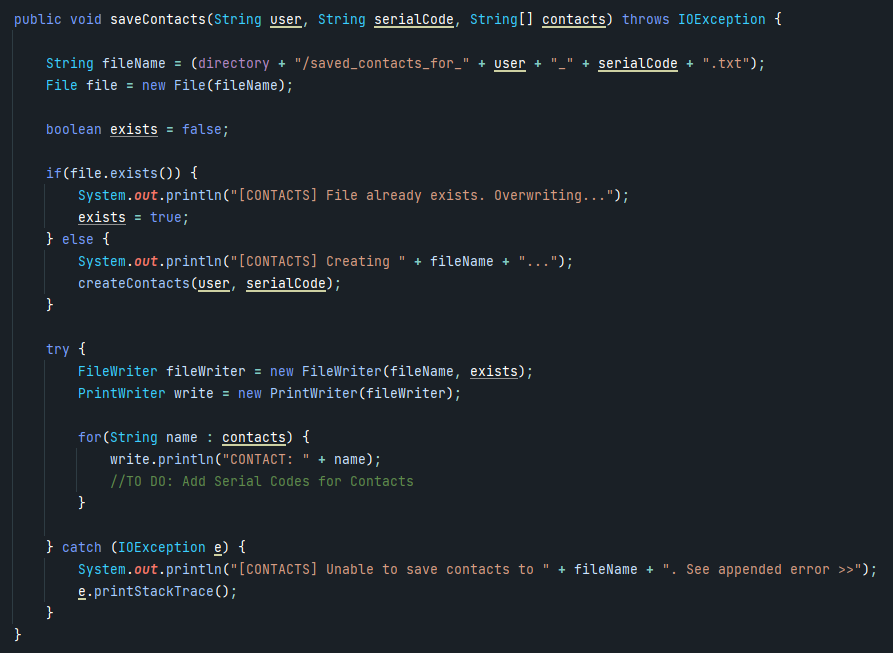 public void saveContacts(String user, String serialCode, String[] contacts) throws IOException {
String fileName = (directory + "/saved_contacts_for_" + user + "_" + serialCode + ".txt");
File file = new File(fileName);
boolean exists = false;
if(file.exists()) {
System.out.println("[CONTACTS] File already exists. Overwriting...");
exists = true;
} else {
System.out.println("[CONTACTS] Creating " + fileName + "...");
createContacts(user, serialCode);
}
try {
FileWriter fileWriter = new FileWriter(fileName, exists);
PrintWriter write = new PrintWriter(fileWriter);
for(String name : contacts) {
write.println("CONTACT: " + name);
//TO DO: Add Serial Codes for Contacts
}
} catch (IOException e) {
System.out.println("[CONTACTS] Unable to save contacts to " + fileName + ". See appended error >>");
e.printStackTrace();
}
}